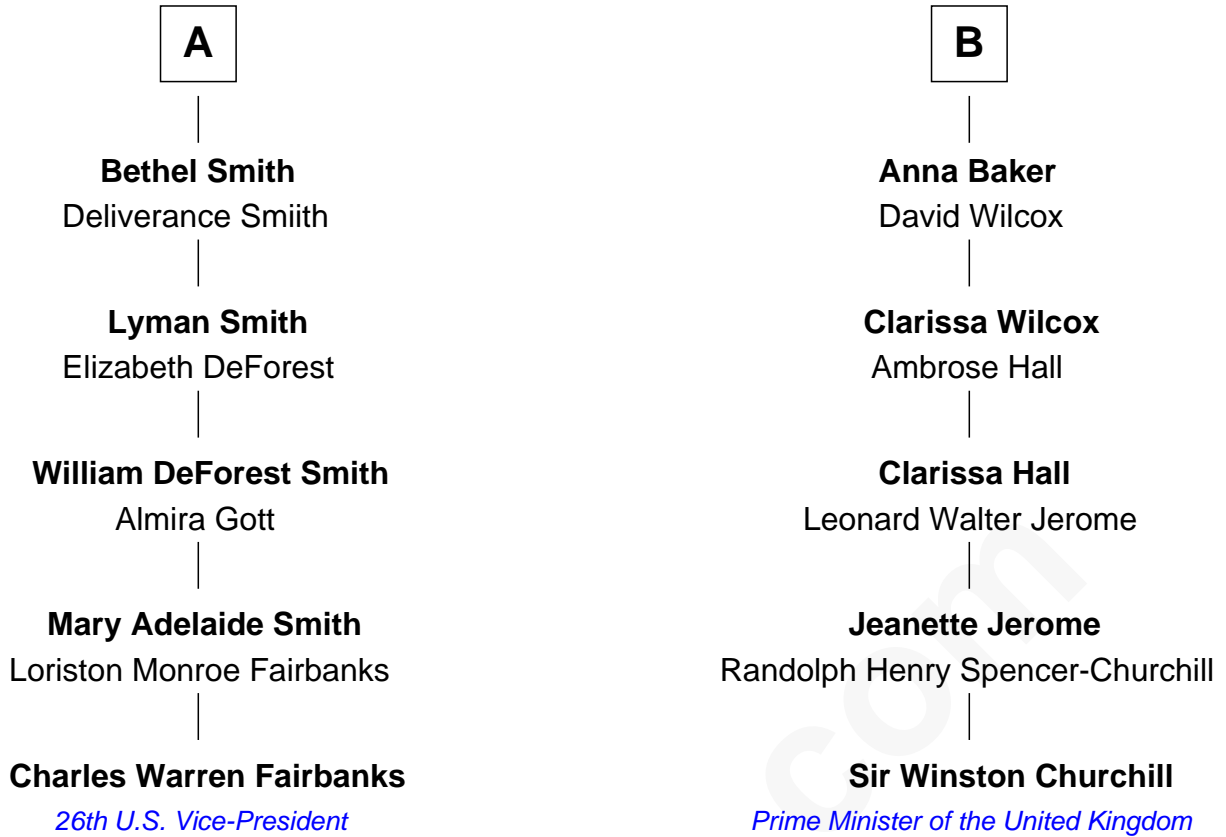 A
B
Bethel Smith
Deliverance Smiith
Anna Baker
David Wilcox
Lyman Smith
Elizabeth DeForest
Clarissa Wilcox
Ambrose Hall
William DeForest Smith
Almira Gott
Clarissa Hall
Leonard Walter Jerome
Mary Adelaide Smith
Loriston Monroe Fairbanks
Jeanette Jerome
Randolph Henry Spencer-Churchill
Charles Warren Fairbanks
26th U.S. Vice-President
Sir Winston Churchill
Prime Minister of the United Kingdom
com